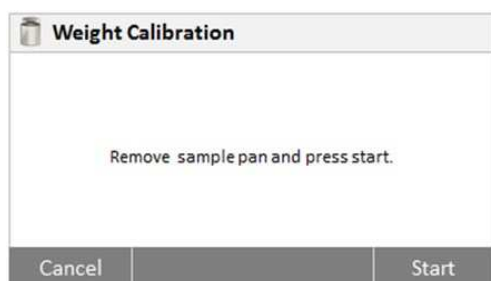 Weight Calibration
Remove sample pan and press start.
Cancel
Start